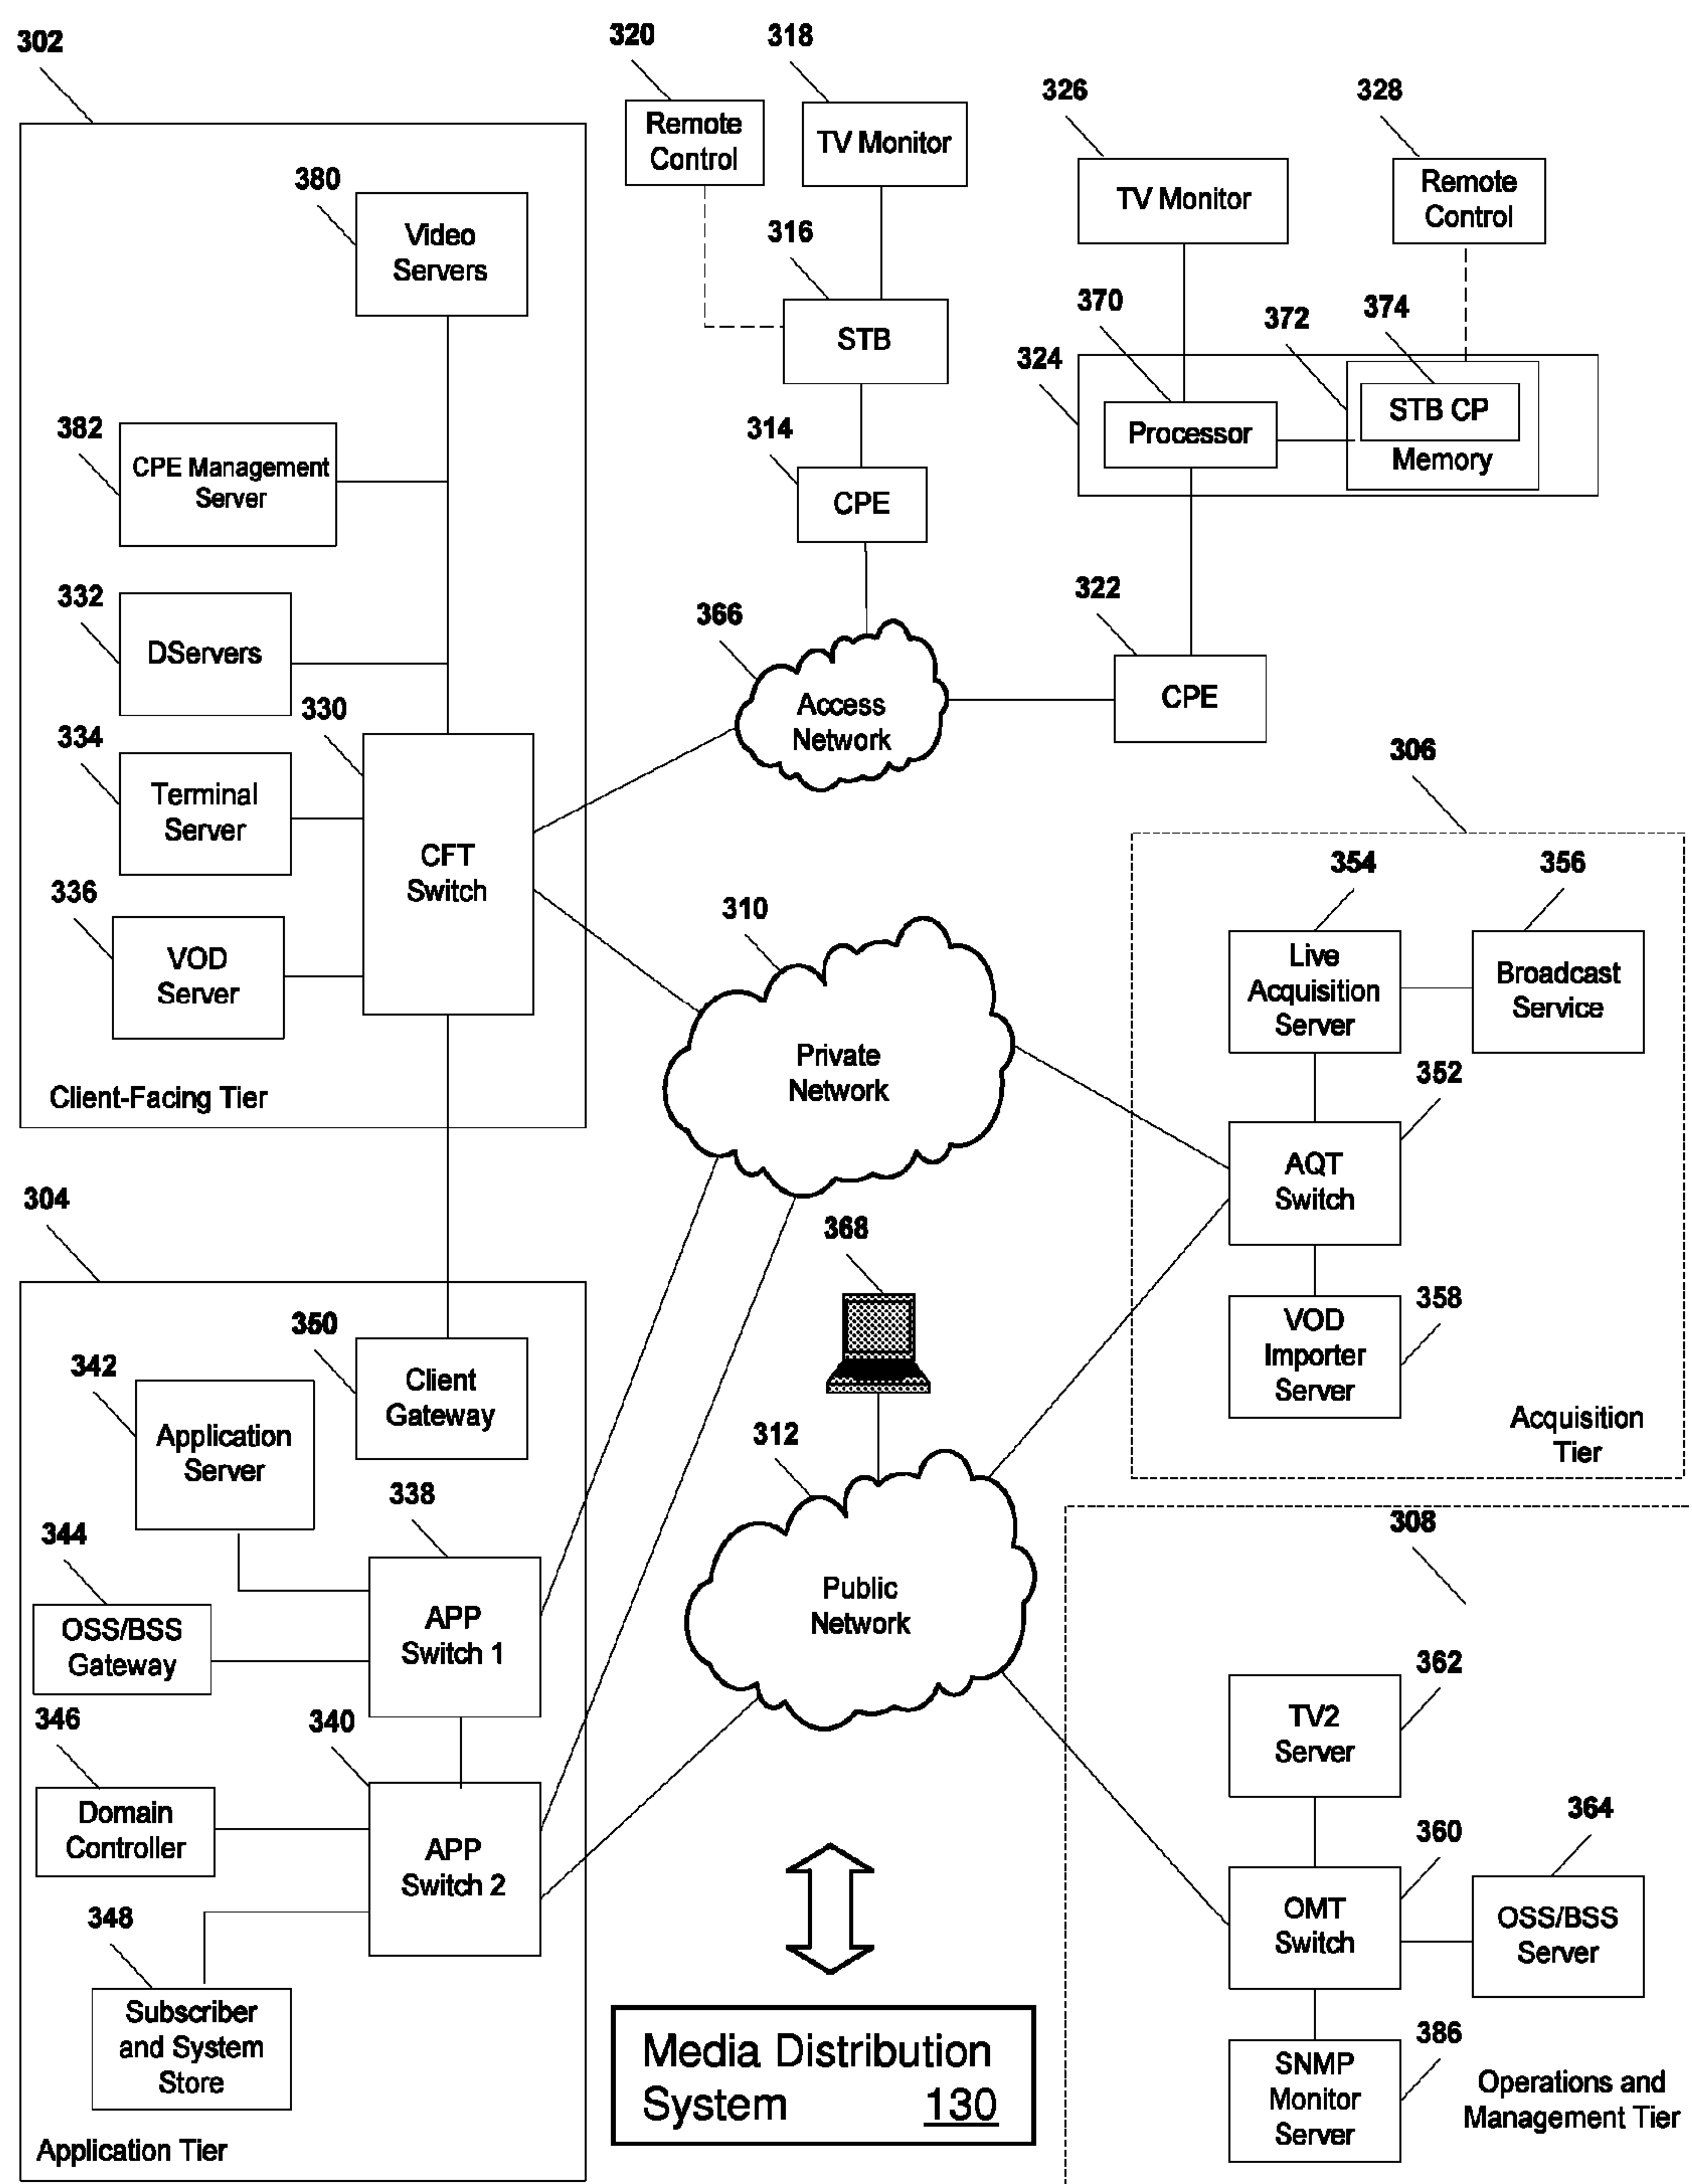 302
320
318
326
328
Remote
Control
TV Monitor
TV Monitor
Remote
Control
380
Video
Servers
316
STB
370
372
374
324
Processor
STB CP
Memory
382
CPE Management
Server
314
CPE
332
DServers
366
322
330
Access
Network
CPE
334
Terminal
Server
306
CFT
Switch
336
VOD
Server
310
354
356
Live
Acquisition
Server
Broadcast
Service
Private
Network
352
Client-Facing Tier
AQT
Switch
304
368
350
358
342
Client
Gateway
VOD
Importer
Server
Application
Server
312
Acquisition
Tier
338
308
344
OSS/BSS
Gateway
APP
Switch 1
Public
Network
362
TV2
Server
346
340
Domain
Controller
APP
Switch 2
360
364
348
OMT
Switch
OSS/BSS
Server
Subscriber
and System
Store
Media Distribution
System 130
386
SNMP
Monitor
Server
Operations and
Management Tier
Application Tier